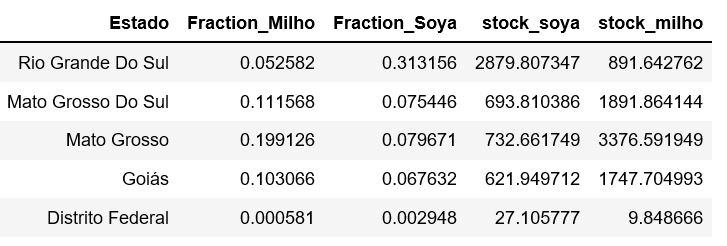 Estado Fraction_Milho Fraction_Soya stock_soya stock_milho
Rio Grande Do Sul 0.052582 0.313156 2879.807347 891.642762
Mato Grosso Do Sul 0.111568 0.075446 693.810386 1891.864144
Mato Grosso 0.199126 0.079671 732.661749 3376.591949
Goiás 0.103066 0.067632 621.949712 1747.704993
Distrito Federal 0.000581 0.002948 27.105777 9.848666